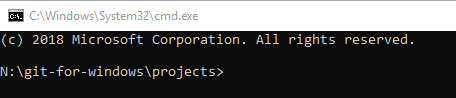 C:\Windows\System32\cmd.exe
(c) 2018 Microsoft Corporation. All rights reserved.
N:\git-for-windows\projects>